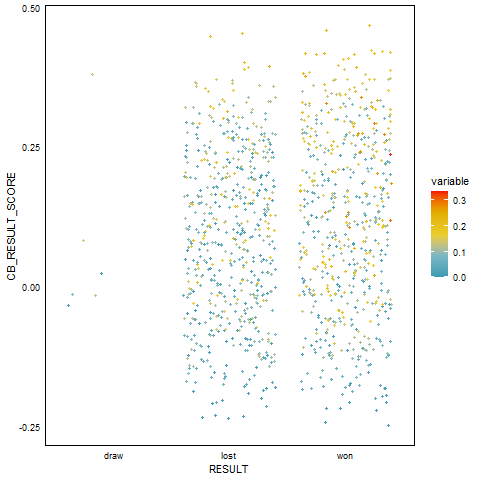 0.50
0.25
0.00
-0.25
CB_RESULT_SCORE
draw
lost
won
RESULT
variable
0.3
0.2
0.1
0.0